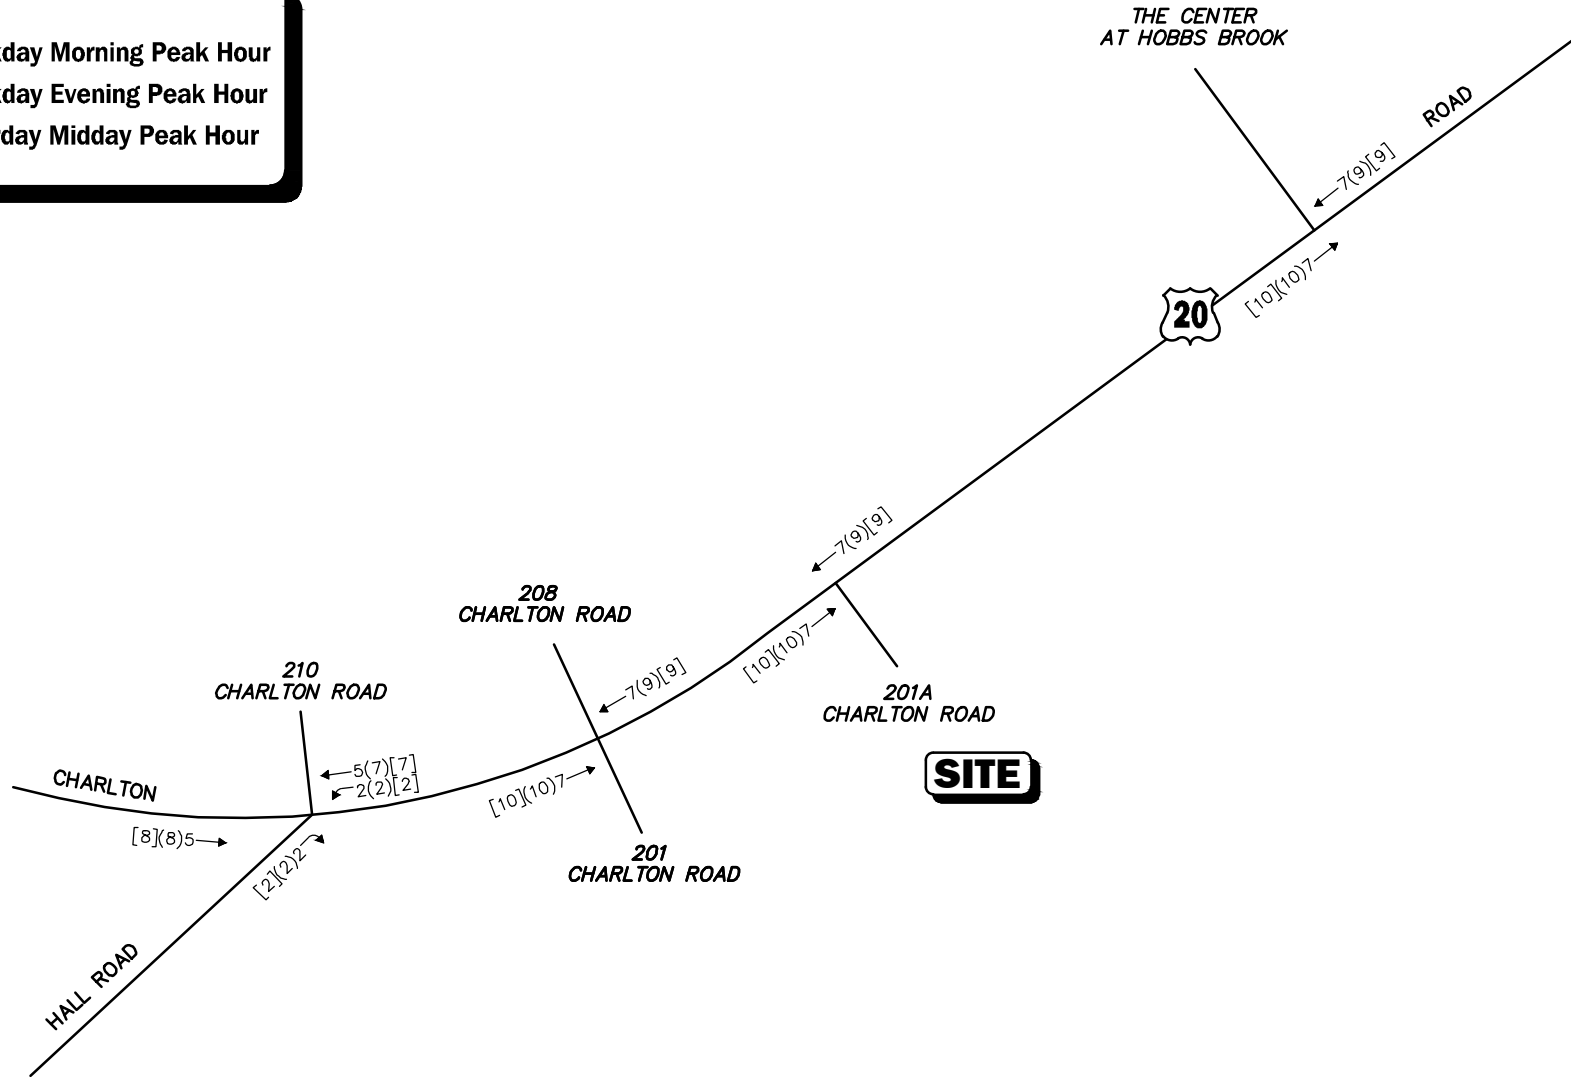 Morning Peak Hour
Evening Peak Hour
Midday Peak Hour
THE CENTER
AT HOBBS BROOK
ROAD
7(9)[9]
[10](10)7
20
7(9)[9]
[10](10)7
201A
CHARLTON ROAD
208
CHARLTON ROAD
7(9)[9]
[10](10)7
201
CHARLTON ROAD
SITE
210
CHARLTON ROAD
5(7)[7]
2(2)[2]
CHARLTON
[8](8)5
[2](2)2
HALL ROAD